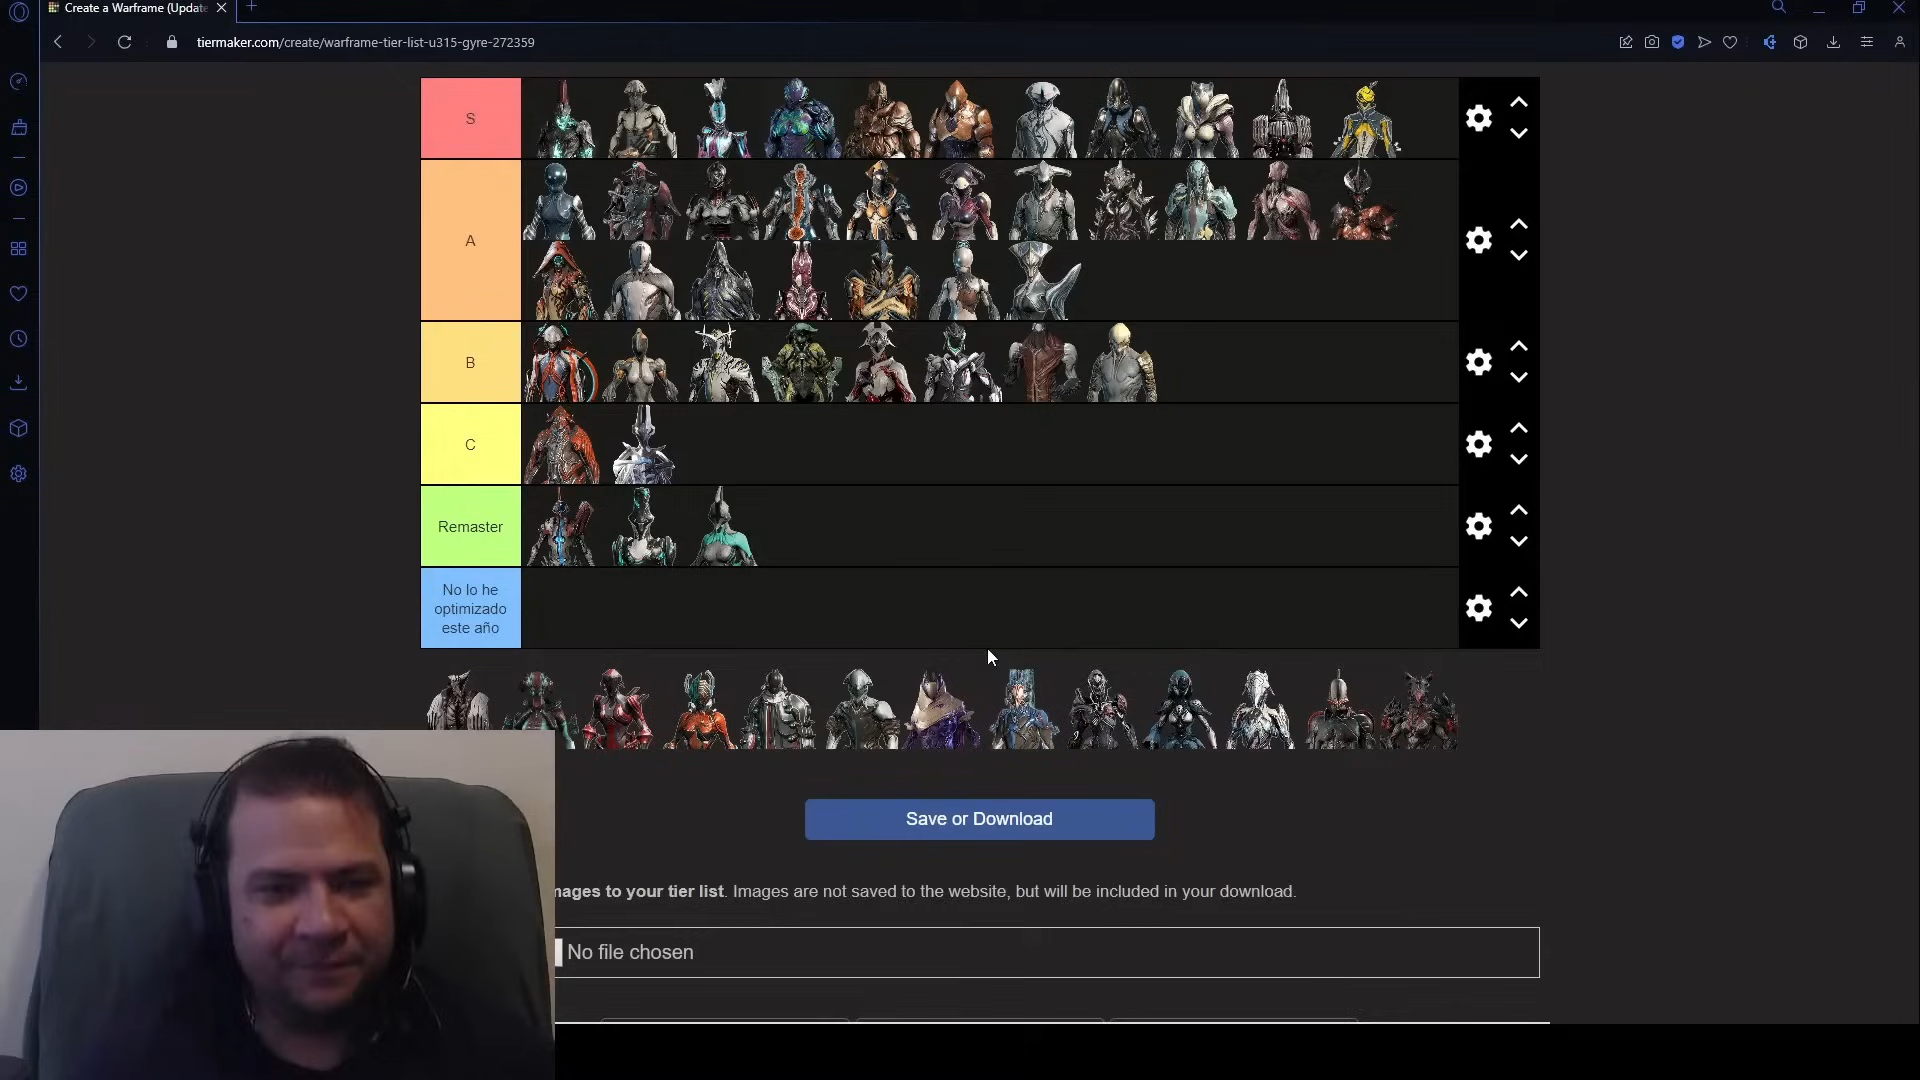 Create a Warframe (Update
tiermaker.com/create/warframe-tier-list-u315-gyre-272359
S
A
B
C
Remaster
No lo he
optimizado
este año
Save or Download
mages to your tier list. Images are not saved to the website, but will be included in your download.
No file chosen